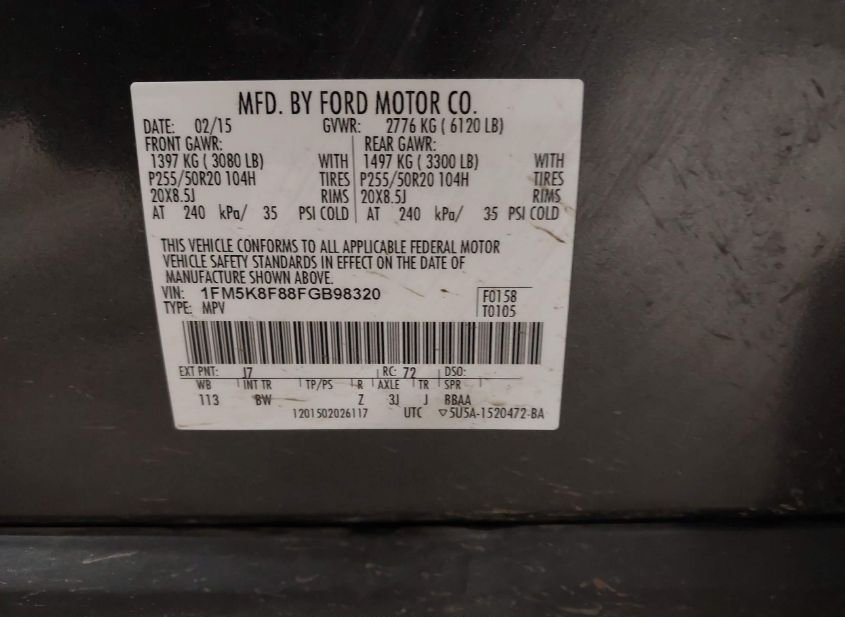 MFD. BY FORD MOTOR CO.
DATE: 02/15 GVWR: 2776 KG ( 6120 LB)
FRONT GAWR: REAR GAWR:
1397 KG ( 3080 LB) WITH 1497 KG ( 3300 LB) WITH
P255/50R20 104H TIRES P255/50R20 104H TIRES
20X8.5J RIMS 20X8.5J RIMS
AT 240 kPa/ 35 PSI COLD AT 240 kPa/ 35 PSI COLD
THIS VEHICLE CONFORMS TO ALL APPLICABLE FEDERAL MOTOR
VEHICLE SAFETY STANDARDS IN EFFECT ON THE DATE OF
MANUFACTURE SHOWN ABOVE.
VIN: 1FM5K8F88FGB98320 F0158
TYPE: MPV T0105
EXT PNT: J7 RC: 72 DSO:
WB INT TR TP/PS R AXLE TR SPR
113 BW Z 3J J BBAA
1201502026117 UTC ▽5U5A-1520472-BA